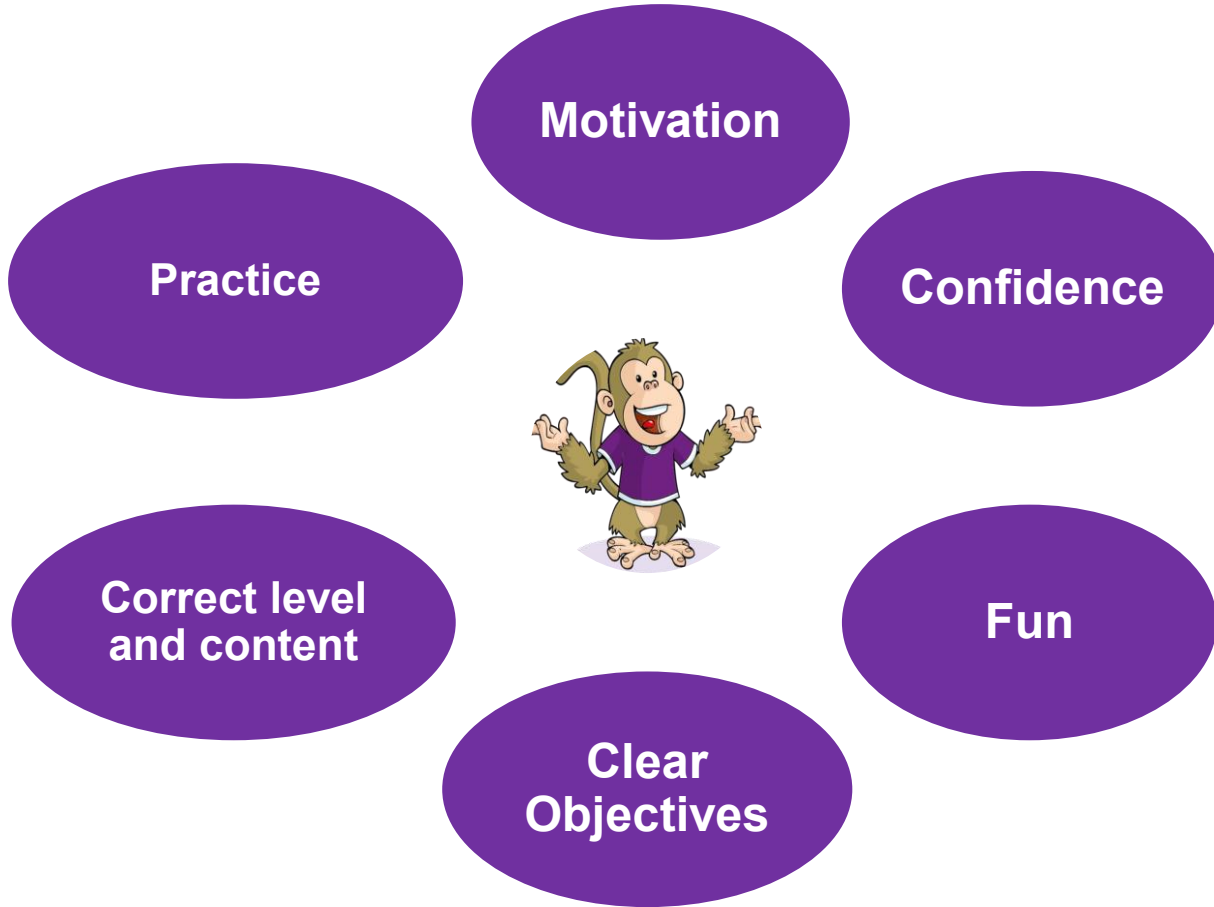 Motivation
Practice
Confidence
Correct level
and content
Fun
Clear
Objectives